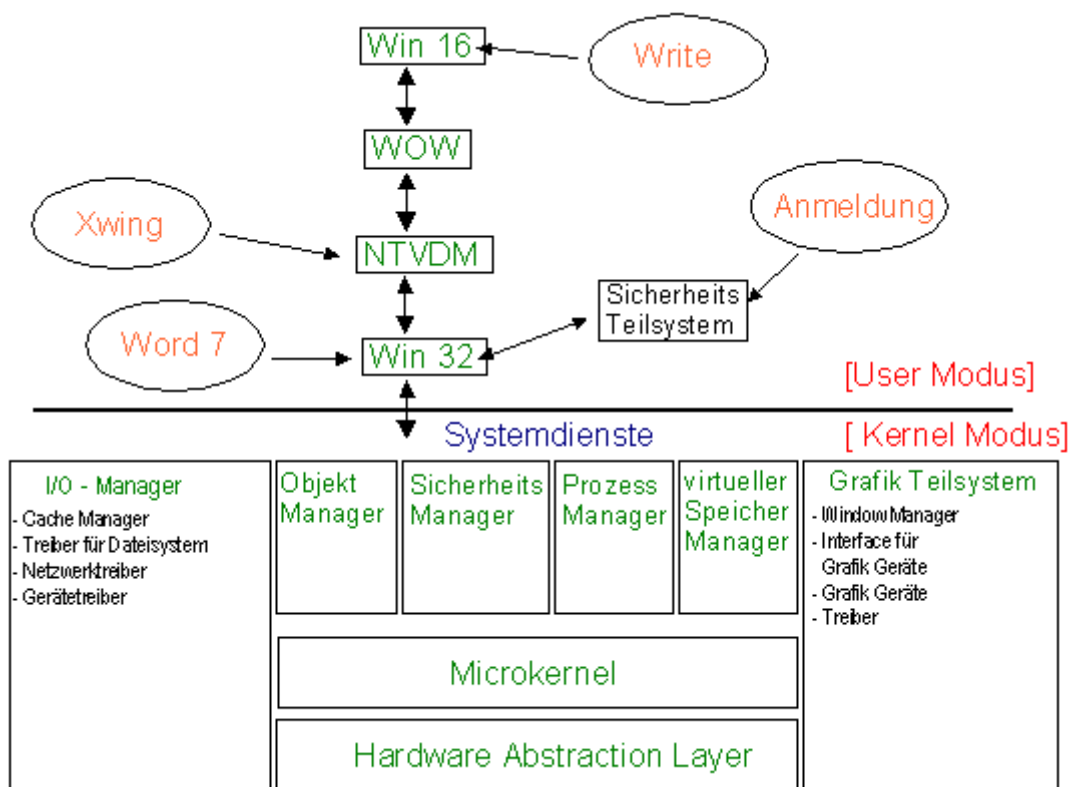 Win 16
Write
WOW
Xwing
Anmeldung
NTVDM
Sicherheits
Teilsystem
Word 7
Win 32
[User Modus]
Systemdienste
[ Kernel Modus]
I/O - Manager
- Cache Manager
- Treiber für Dateisystem
- Netzwerktreiber
- Gerätetreiber
Objekt
Manager
Sicherheits
Manager
Prozess
Manager
virtueller
Speicher
Manager
Grafik Teilsystem
- Window Manager
- Interface für
Grafik Geräte
- Grafik Geräte
- Treiber
Microkernel
Hardware Abstraction Layer